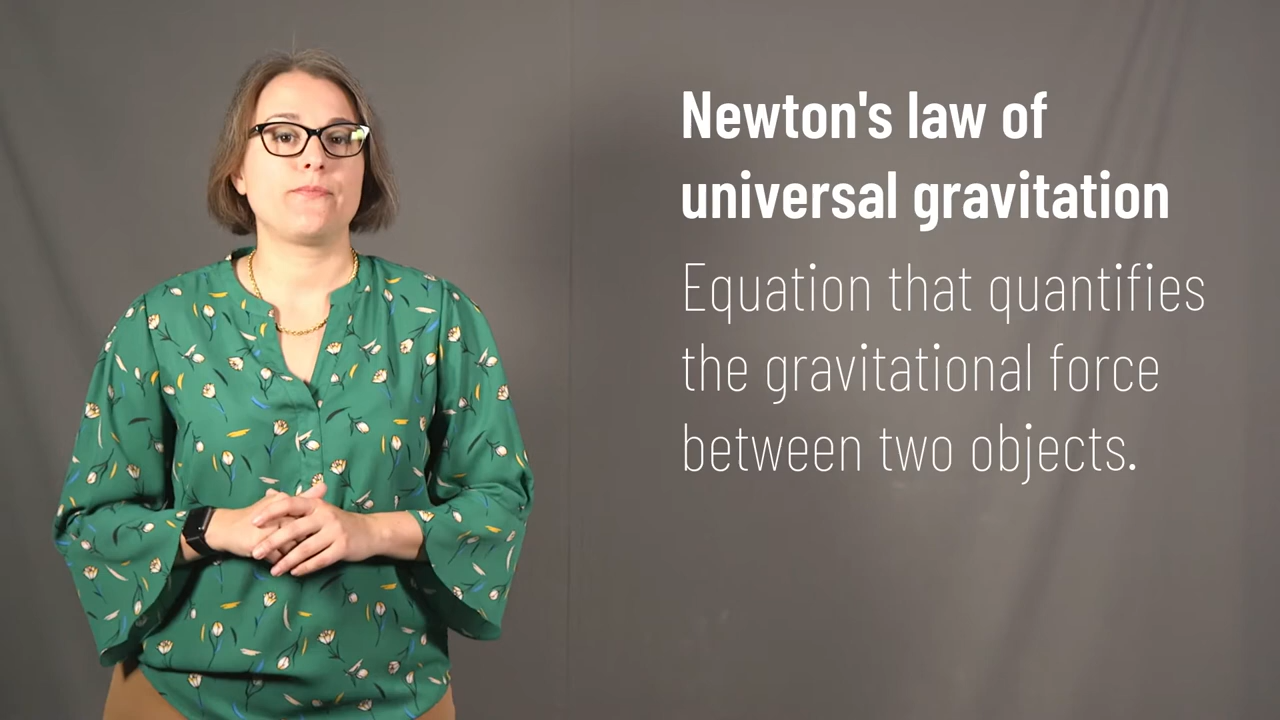 Newton's law of
universal gravitation
Equation that quantifies
the gravitational force
between two objects.